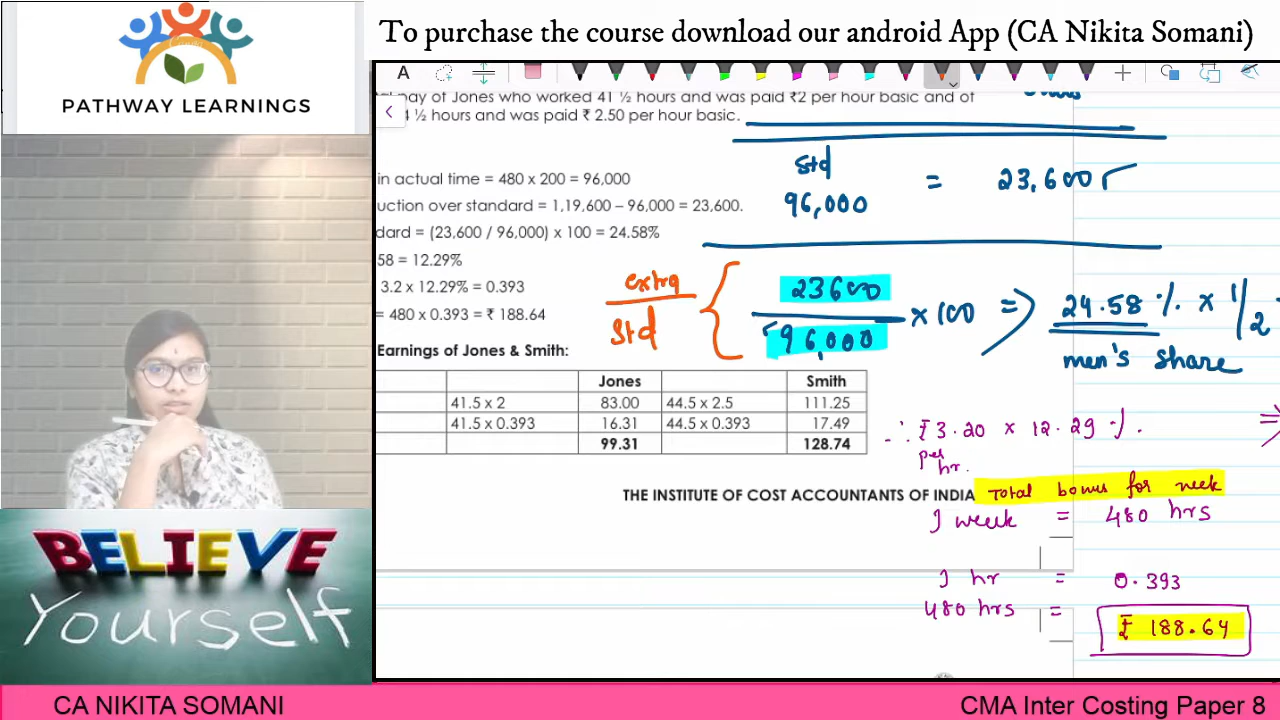 To purchase the course download our android App (CA Nikita Somani)
PATHWAY LEARNINGS
A
pay of Jones who worked 41 ½ hours and was paid ₹2 per hour basic and of
½ hours and was paid ₹ 2.50 per hour basic.
in actual time = 480 x 200 = 96,000
uction over standard = 1,19,600 – 96,000 = 23,600.
dard = (23,600 / 96,000) x 100 = 24.58%
58 = 12.29%
3.2 x 12.29% = 0.393
= 480 x 0.393 = ₹ 188.64
Earnings of Jones & Smith:
Jones Smith
41.5 x 2 83.00 44.5 x 2.5 111.25
41.5 x 0.393 16.31 44.5 x 0.393 17.49
99.31 128.74
THE INSTITUTE OF COST ACCOUNTANTS OF INDIA
Std
96,000 = 23,600
extra
Std
23600
96,000
x 100 => 24.58 % x 1/2
men's share
∴ ₹3.20 x 12.29 %. =>
per
hr.
Total bonus for week
1 week = 480 hrs
1 hr = 0.393
480 hrs =
₹ 188.64
BELIEVE
Yourself
CA NIKITA SOMANI
CMA Inter Costing Paper 8